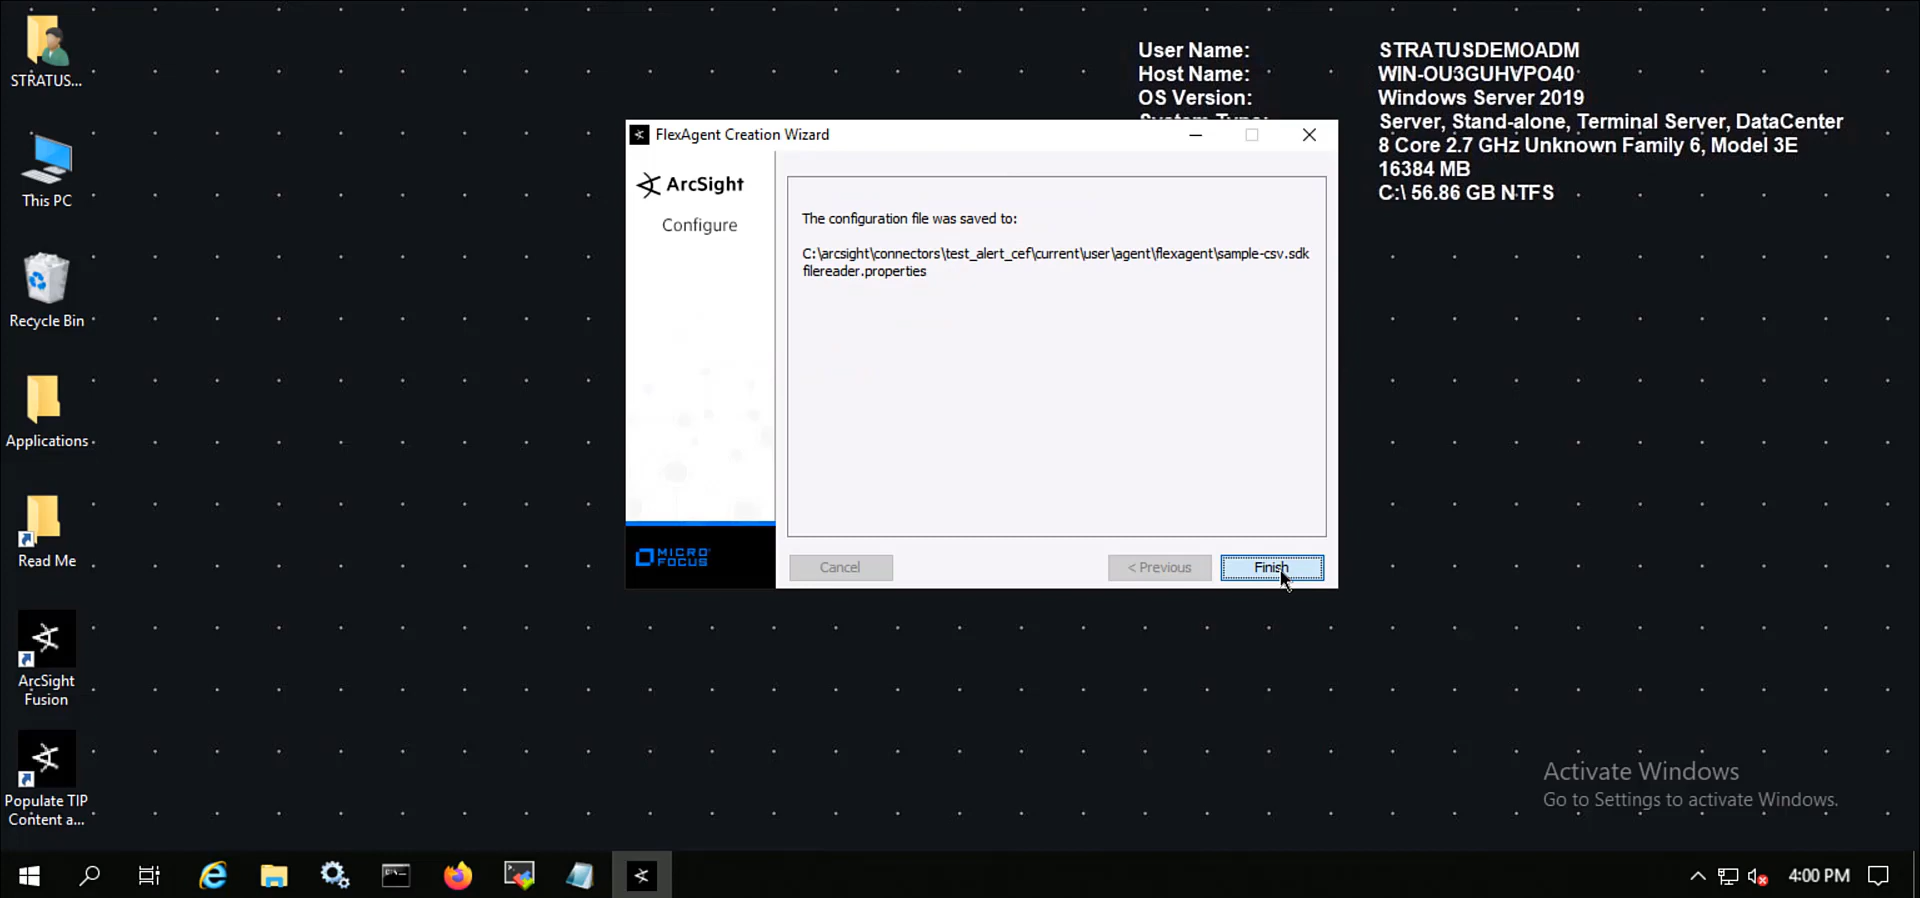 STRATUS...
This PC
Recycle Bin
Applications
Read Me
ArcSight
Fusion
Populate TIP
Content a...
User Name: STRATUSDEMOADM
Host Name: WIN-OU3GUHVPO40
OS Version: Windows Server 2019
System Type: Server, Stand-alone, Terminal Server, DataCenter
8 Core 2.7 GHz Unknown Family 6, Model 3E
16384 MB
C:\ 56.86 GB NTFS
FlexAgent Creation Wizard
ArcSight
Configure
The configuration file was saved to:
C:\arcsight\connectors\test_alert_cef\current\user\agent\flexagent\sample-csv.sdk
filereader.properties
MICRO
FOCUS
Cancel
< Previous
Finish
Activate Windows
Go to Settings to activate Windows.
4:00 PM